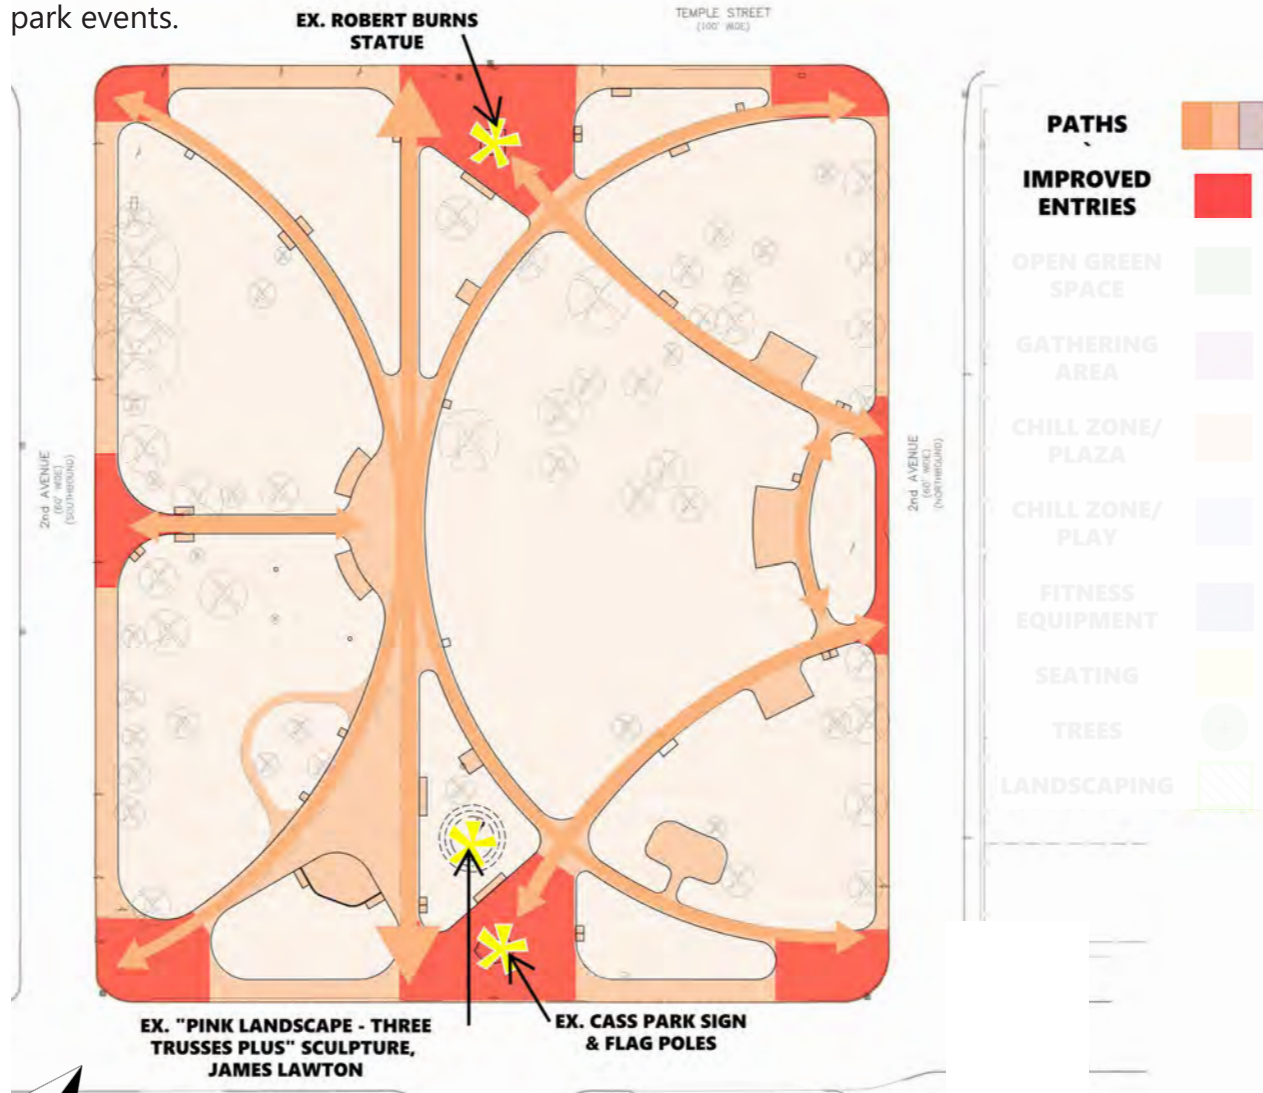 park events.
EX. ROBERT BURNS
STATUE
TEMPLE STREET
(100' WIDE)
PATHS
IMPROVED
ENTRIES
OPEN GREEN
SPACE
GATHERING
AREA
CHILL ZONE/
PLAZA
CHILL ZONE/
PLAY
FITNESS
EQUIPMENT
SEATING
TREES
LANDSCAPING
2nd AVENUE
(60' WIDE)
(SOUTHBOUND)
2nd AVENUE
(60' WIDE)
(NORTHBOUND)
EX. "PINK LANDSCAPE - THREE
TRUSSES PLUS" SCULPTURE,
JAMES LAWTON
EX. CASS PARK SIGN
& FLAG POLES